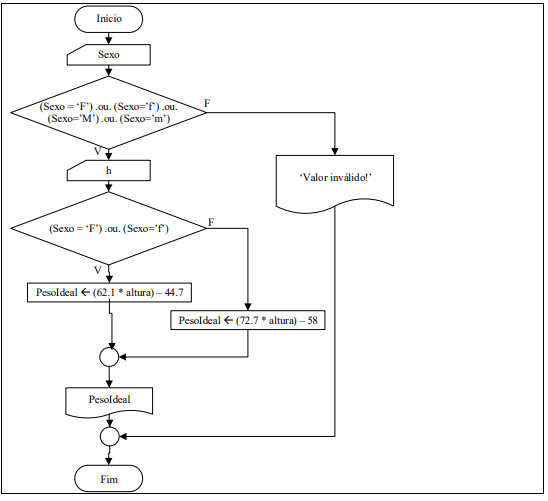 Início
Sexo
(Sexo = ‘F’) .ou. (Sexo=’f’) .ou.
(Sexo=’M’) .ou. (Sexo=’m’)
F
V
h
‘Valor inválido!’
(Sexo = ‘F’) .ou. (Sexo=’f’)
F
V
PesoIdeal ← (62.1 * altura) – 44.7
PesoIdeal ← (72.7 * altura) – 58
PesoIdeal
Fim